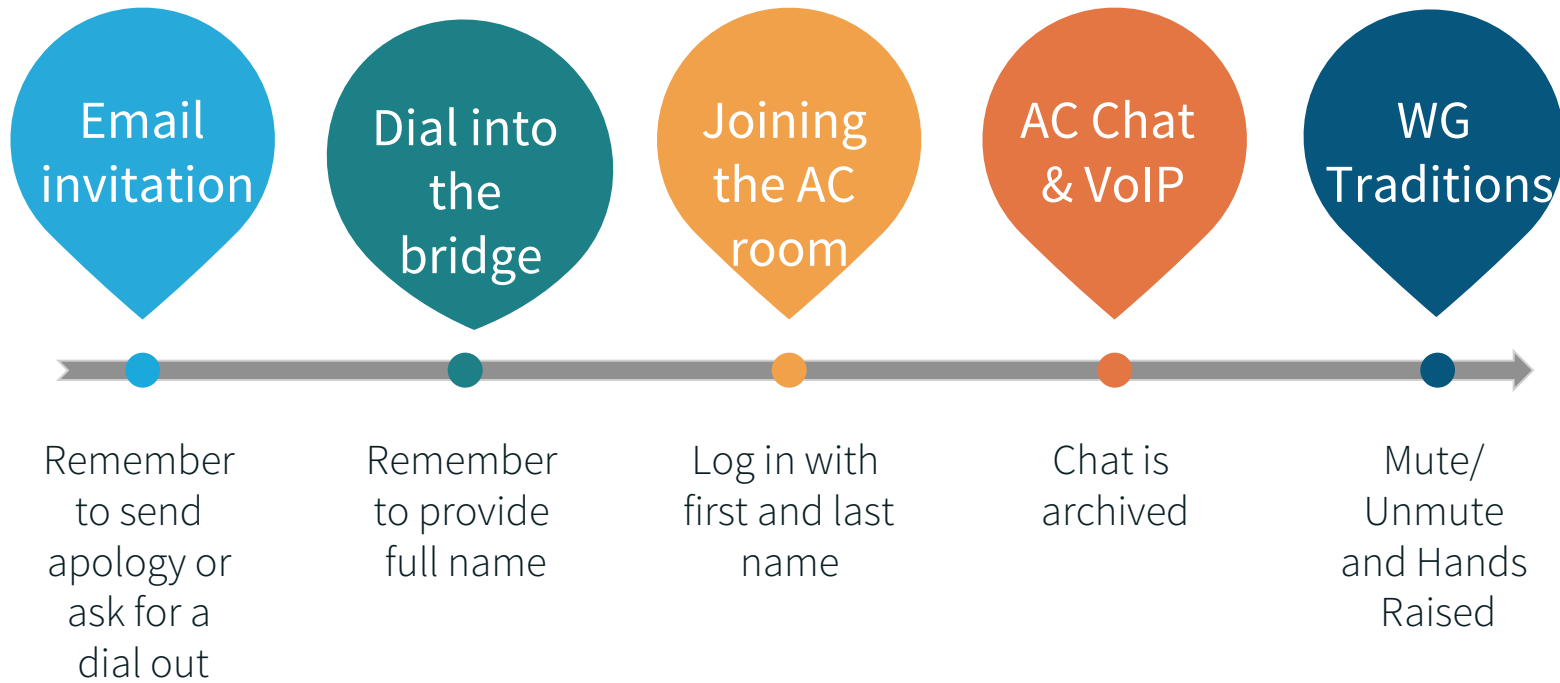 Email
invitation
Dial into
the
bridge
Joining
the AC
room
AC Chat
& VoIP
WG
Traditions
Remember
to send
apology or
ask for a
dial out
Remember
to provide
full name
Log in with
first and last
name
Chat is
archived
Mute/
Unmute
and Hands
Raised